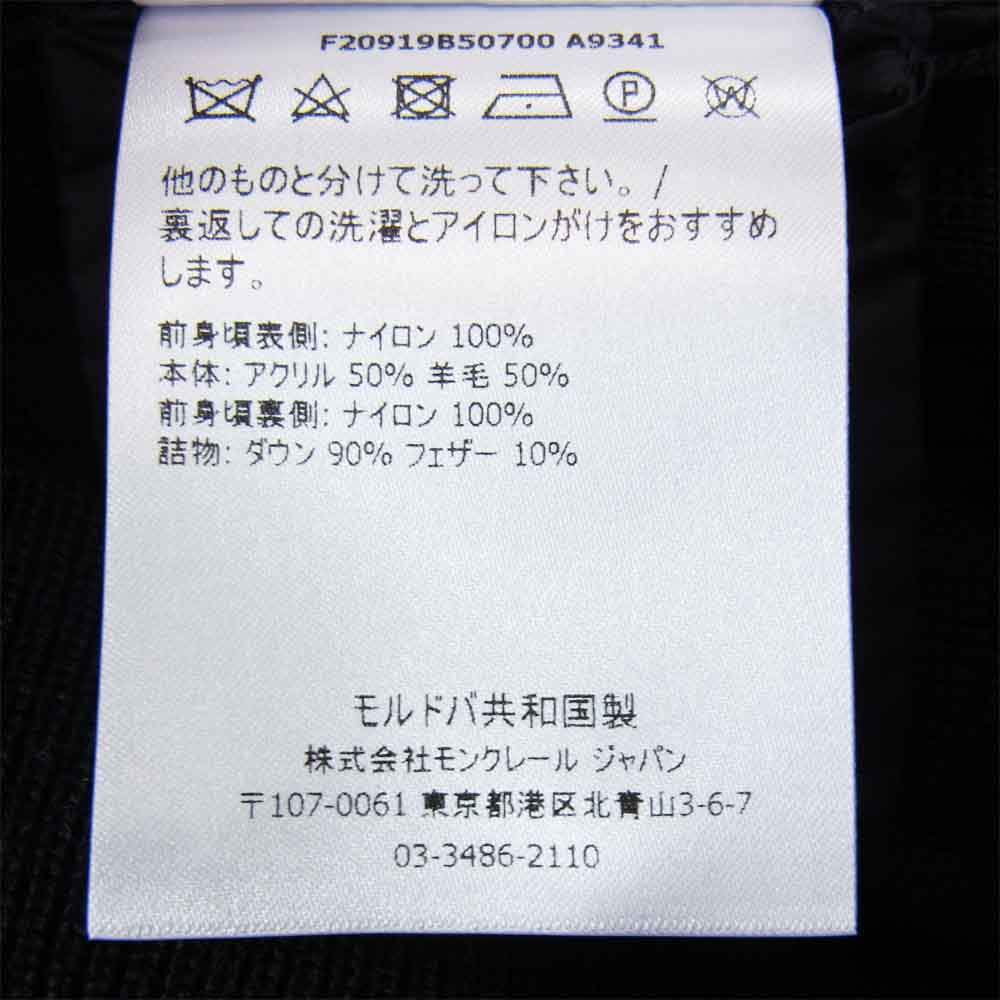 F20919B50700 A9341
他のものと分けて洗って下さい。/
裏返しての洗濯とアイロンがけをおすすめ
します。
前身頃表側: ナイロン 100%
本体: アクリル 50% 羊毛 50%
前身頃裏側: ナイロン 100%
詰物: ダウン 90% フェザー 10%
モルドバ共和国製
株式会社モンクレール ジャパン
〒107-0061 東京都港区北青山3-6-7
03-3486-2110